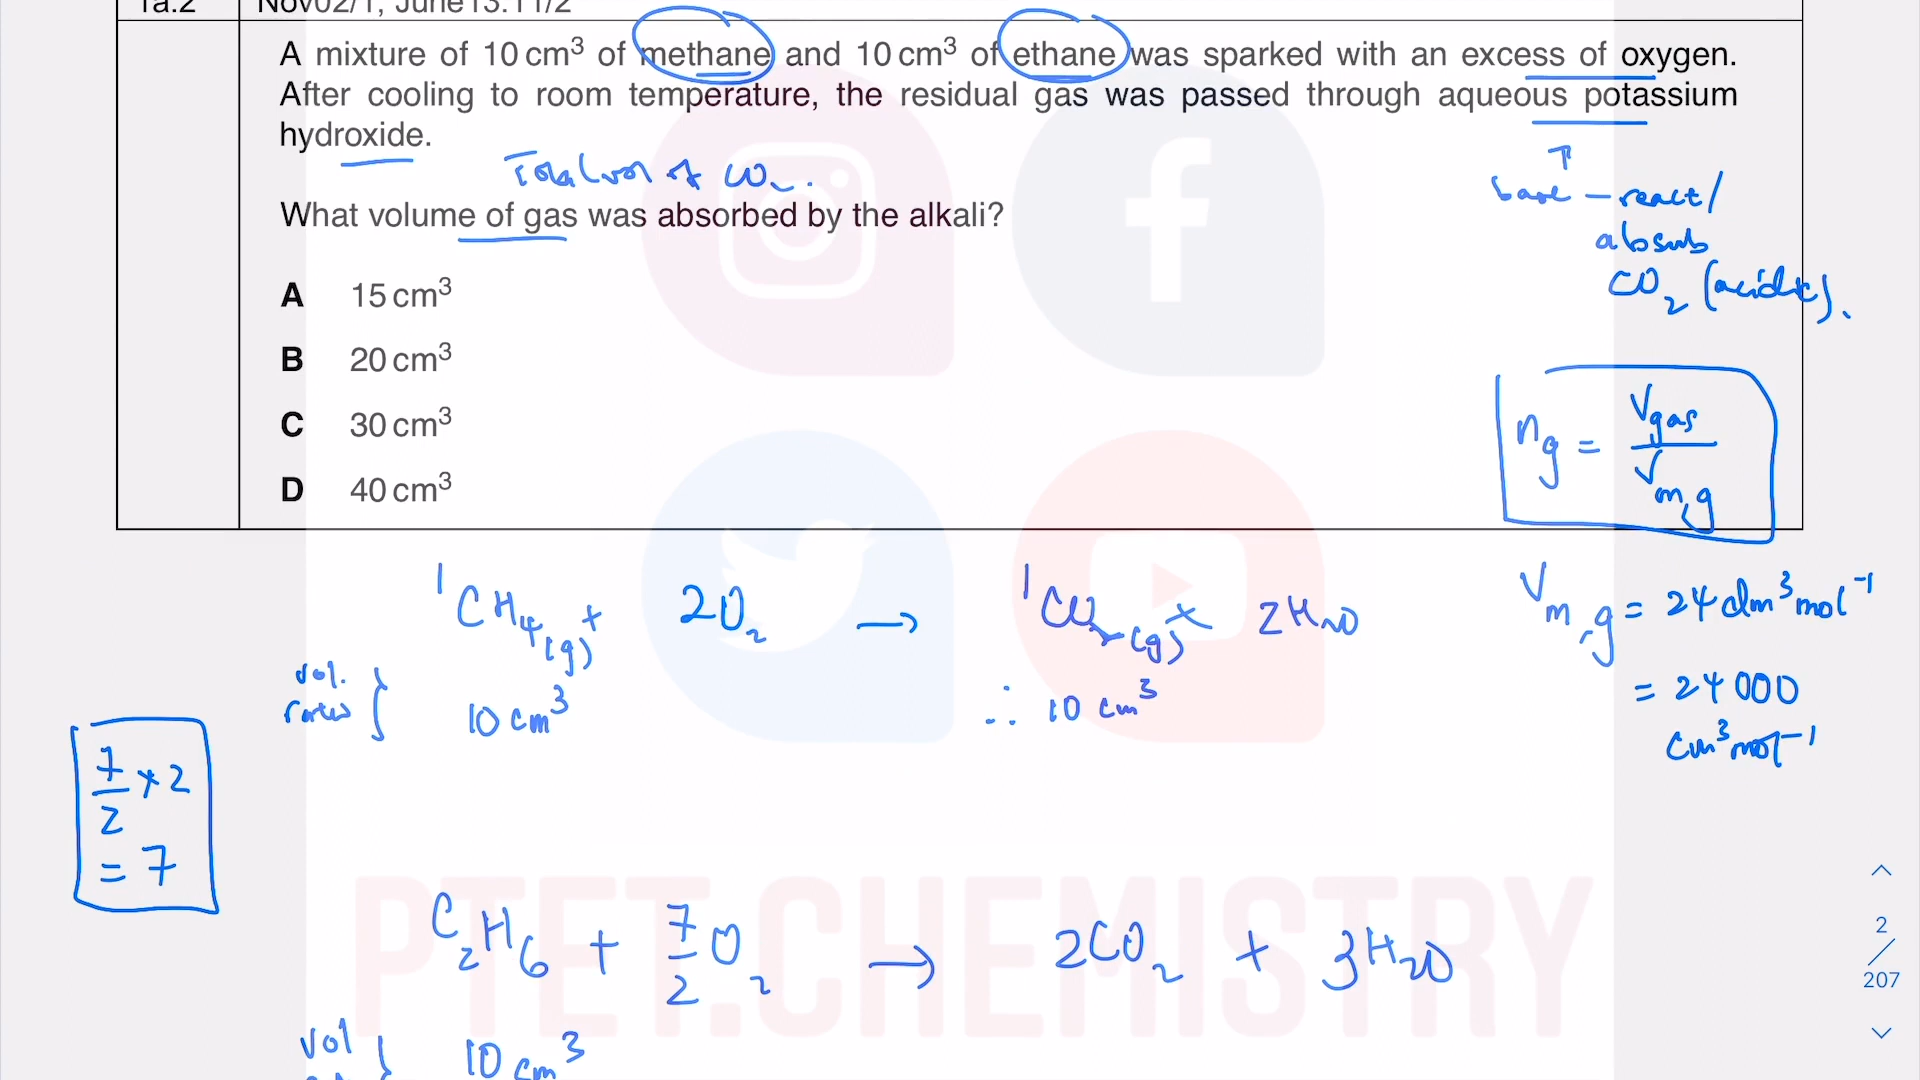 1a.2 Nov02/1, June13.11/2
A mixture of 10 cm³ of methane and 10 cm³ of ethane was sparked with an excess of oxygen.
After cooling to room temperature, the residual gas was passed through aqueous potassium
hydroxide.
Total vol of CO₂.
What volume of gas was absorbed by the alkali?
base – react/
absorb
CO₂ (acidic).
A 15 cm³
B 20 cm³
C 30 cm³
D 40 cm³
n_g = V_gas / V_m,g
1 CH₄(g) + 2O₂ → 1 CO₂(g) + 2H₂O
V_m,g = 24 dm³ mol⁻¹
= 24 000
cm³ mol⁻¹
vol.
ratio } 10 cm³ ∴ 10 cm³
7/2 × 2
= 7
C₂H₆ + 7/2 O₂ → 2CO₂ + 3H₂O
PTET.CHEMISTRY
vol } 10 cm³
2
/
207